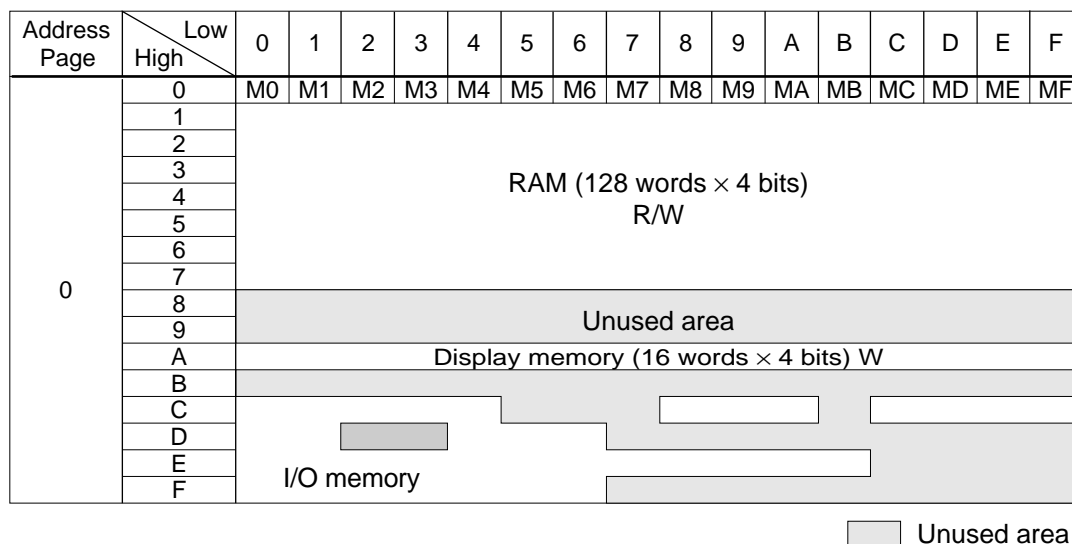 Address Page High Low 0 1 2 3 4 5 6 7 8 9 A B C D E F
0 M0 M1 M2 M3 M4 M5 M6 M7 M8 M9 MA MB MC MD ME MF
1
2
3
4
5
6
7
RAM (128 words × 4 bits)
R/W
0
8
9
Unused area
A Display memory (16 words × 4 bits) W
B
C
D
E
F
I/O memory
Unused area